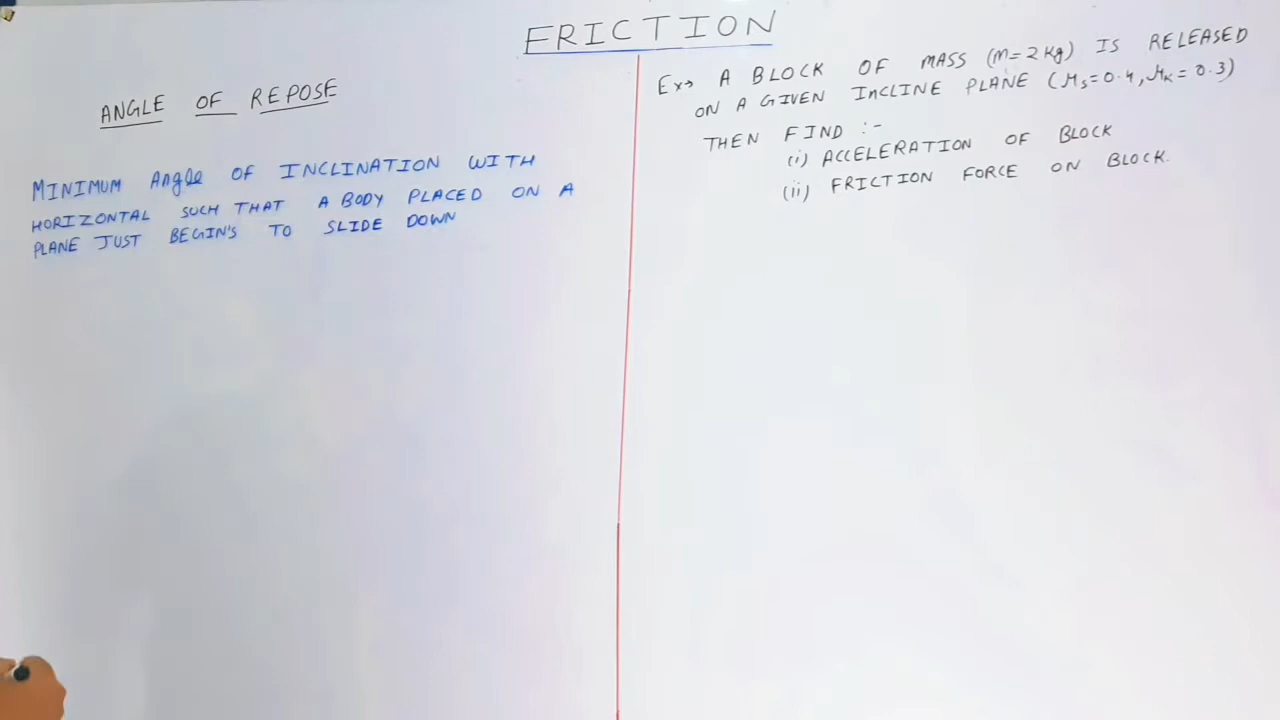 FRICTION
ANGLE OF REPOSE
MINIMUM Angle OF INCLINATION WITH
HORIZONTAL SUCH THAT A BODY PLACED ON A
PLANE JUST BEGIN'S TO SLIDE DOWN
Ex→ A BLOCK OF MASS (m=2kg) IS RELEASED
ON A GIVEN INCLINE PLANE (μs=0.4, μk=0.3)
THEN FIND :-
(i) ACCELERATION OF BLOCK
(ii) FRICTION FORCE ON BLOCK.